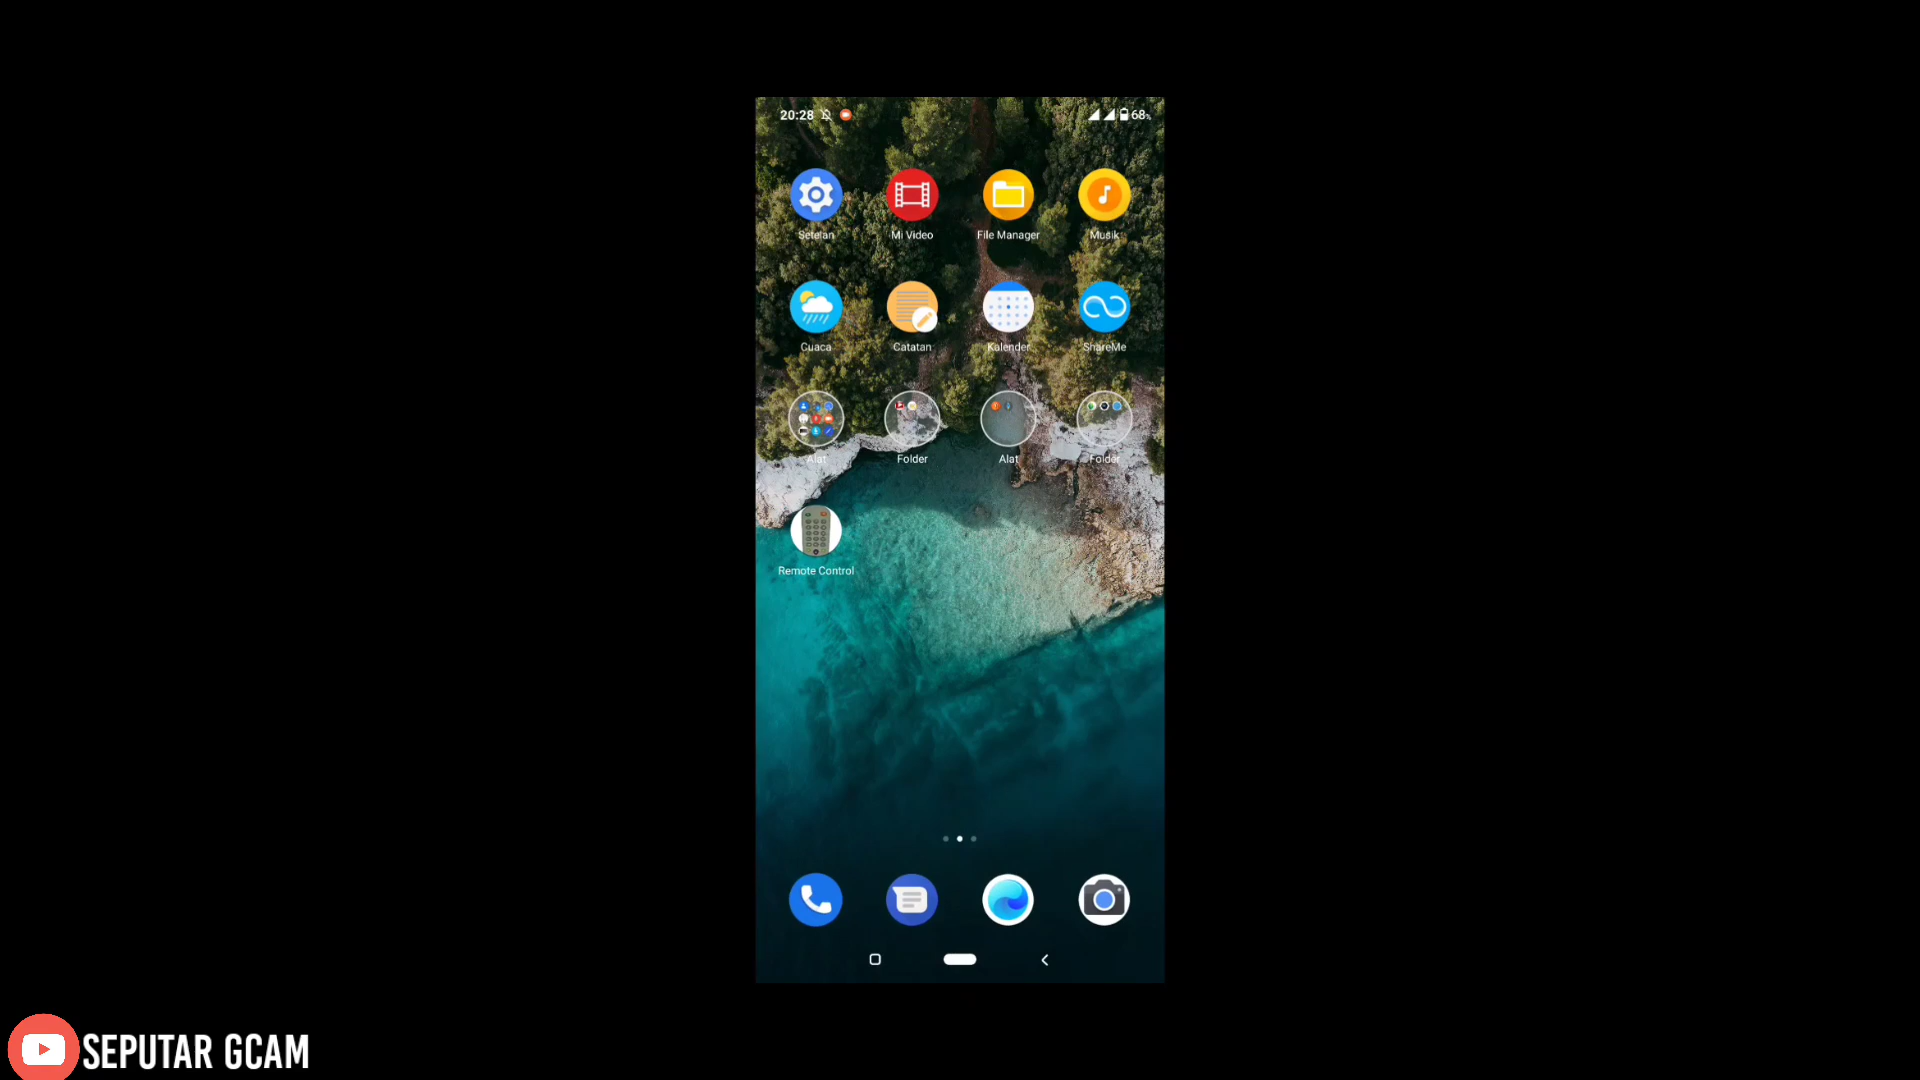 20:28
68%
Setelan
Mi Video
File Manager
Musik
Cuaca
Catatan
Kalender
ShareMe
Alat
Folder
Alat
Folder
Remote Control
SEPUTAR GCAM